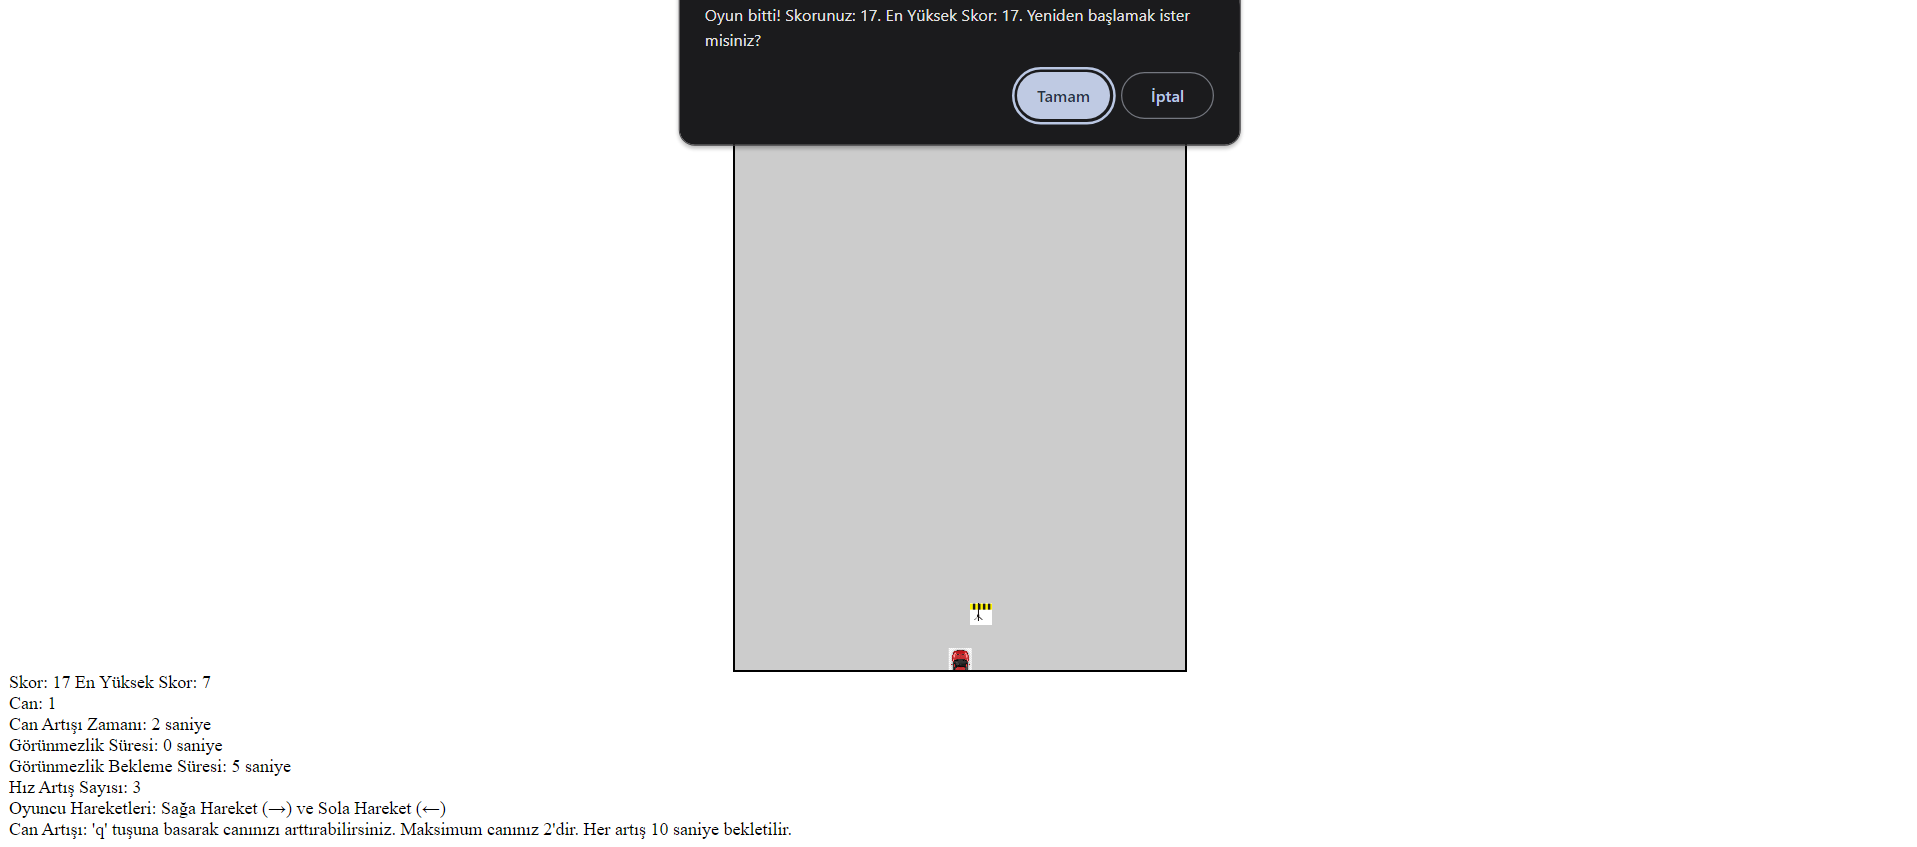 Oyun bitti! Skorunuz: 17. En Yüksek Skor: 17. Yeniden başlamak ister
misiniz?
Tamam
İptal
Skor: 17 En Yüksek Skor: 7
Can: 1
Can Artışı Zamanı: 2 saniye
Görünmezlik Süresi: 0 saniye
Görünmezlik Bekleme Süresi: 5 saniye
Hız Artış Sayısı: 3
Oyuncu Hareketleri: Sağa Hareket (→) ve Sola Hareket (←)
Can Artışı: 'q' tuşuna basarak canınızı arttırabilirsiniz. Maksimum canınız 2'dir. Her artış 10 saniye bekletilir.